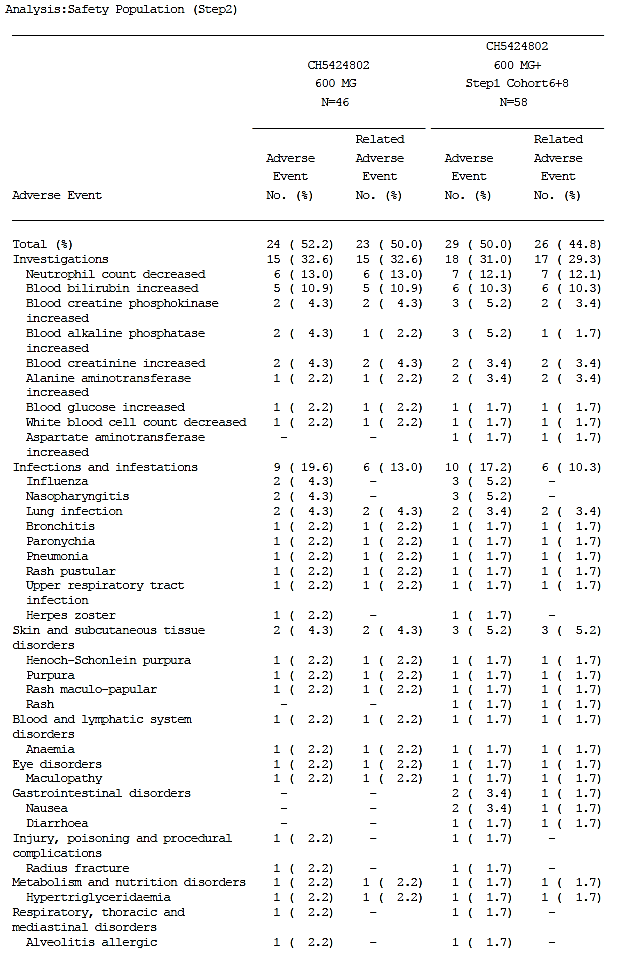 Analysis:Safety Population (Step2)
CH5424802
CH5424802 600 MG+
600 MG Step1 Cohort6+8
N=46 N=58
Related Related
Adverse Adverse Adverse Adverse
Event Event Event Event
Adverse Event No. (%) No. (%) No. (%) No. (%)
Total (%) 24 ( 52.2) 23 ( 50.0) 29 ( 50.0) 26 ( 44.8)
Investigations 15 ( 32.6) 15 ( 32.6) 18 ( 31.0) 17 ( 29.3)
Neutrophil count decreased 6 ( 13.0) 6 ( 13.0) 7 ( 12.1) 7 ( 12.1)
Blood bilirubin increased 5 ( 10.9) 5 ( 10.9) 6 ( 10.3) 6 ( 10.3)
Blood creatine phosphokinase 2 ( 4.3) 2 ( 4.3) 3 ( 5.2) 2 ( 3.4)
increased
Blood alkaline phosphatase 2 ( 4.3) 1 ( 2.2) 3 ( 5.2) 1 ( 1.7)
increased
Blood creatinine increased 2 ( 4.3) 2 ( 4.3) 2 ( 3.4) 2 ( 3.4)
Alanine aminotransferase 1 ( 2.2) 1 ( 2.2) 2 ( 3.4) 2 ( 3.4)
increased
Blood glucose increased 1 ( 2.2) 1 ( 2.2) 1 ( 1.7) 1 ( 1.7)
White blood cell count decreased 1 ( 2.2) 1 ( 2.2) 1 ( 1.7) 1 ( 1.7)
Aspartate aminotransferase – – 1 ( 1.7) 1 ( 1.7)
increased
Infections and infestations 9 ( 19.6) 6 ( 13.0) 10 ( 17.2) 6 ( 10.3)
Influenza 2 ( 4.3) – 3 ( 5.2) –
Nasopharyngitis 2 ( 4.3) – 3 ( 5.2) –
Lung infection 2 ( 4.3) 2 ( 4.3) 2 ( 3.4) 2 ( 3.4)
Bronchitis 1 ( 2.2) 1 ( 2.2) 1 ( 1.7) 1 ( 1.7)
Paronychia 1 ( 2.2) 1 ( 2.2) 1 ( 1.7) 1 ( 1.7)
Pneumonia 1 ( 2.2) 1 ( 2.2) 1 ( 1.7) 1 ( 1.7)
Rash pustular 1 ( 2.2) 1 ( 2.2) 1 ( 1.7) 1 ( 1.7)
Upper respiratory tract 1 ( 2.2) 1 ( 2.2) 1 ( 1.7) 1 ( 1.7)
infection
Herpes zoster 1 ( 2.2) – 1 ( 1.7) –
Skin and subcutaneous tissue 2 ( 4.3) 2 ( 4.3) 3 ( 5.2) 3 ( 5.2)
disorders
Henoch-Schonlein purpura 1 ( 2.2) 1 ( 2.2) 1 ( 1.7) 1 ( 1.7)
Purpura 1 ( 2.2) 1 ( 2.2) 1 ( 1.7) 1 ( 1.7)
Rash maculo-papular 1 ( 2.2) 1 ( 2.2) 1 ( 1.7) 1 ( 1.7)
Rash – – 1 ( 1.7) 1 ( 1.7)
Blood and lymphatic system 1 ( 2.2) 1 ( 2.2) 1 ( 1.7) 1 ( 1.7)
disorders
Anaemia 1 ( 2.2) 1 ( 2.2) 1 ( 1.7) 1 ( 1.7)
Eye disorders 1 ( 2.2) 1 ( 2.2) 1 ( 1.7) 1 ( 1.7)
Maculopathy 1 ( 2.2) 1 ( 2.2) 1 ( 1.7) 1 ( 1.7)
Gastrointestinal disorders – – 2 ( 3.4) 1 ( 1.7)
Nausea – – 2 ( 3.4) 1 ( 1.7)
Diarrhoea – – 1 ( 1.7) 1 ( 1.7)
Injury, poisoning and procedural 1 ( 2.2) – 1 ( 1.7) –
complications
Radius fracture 1 ( 2.2) – 1 ( 1.7) –
Metabolism and nutrition disorders 1 ( 2.2) 1 ( 2.2) 1 ( 1.7) 1 ( 1.7)
Hypertriglyceridaemia 1 ( 2.2) 1 ( 2.2) 1 ( 1.7) 1 ( 1.7)
Respiratory, thoracic and 1 ( 2.2) – 1 ( 1.7) –
mediastinal disorders
Alveolitis allergic 1 ( 2.2) – 1 ( 1.7) –